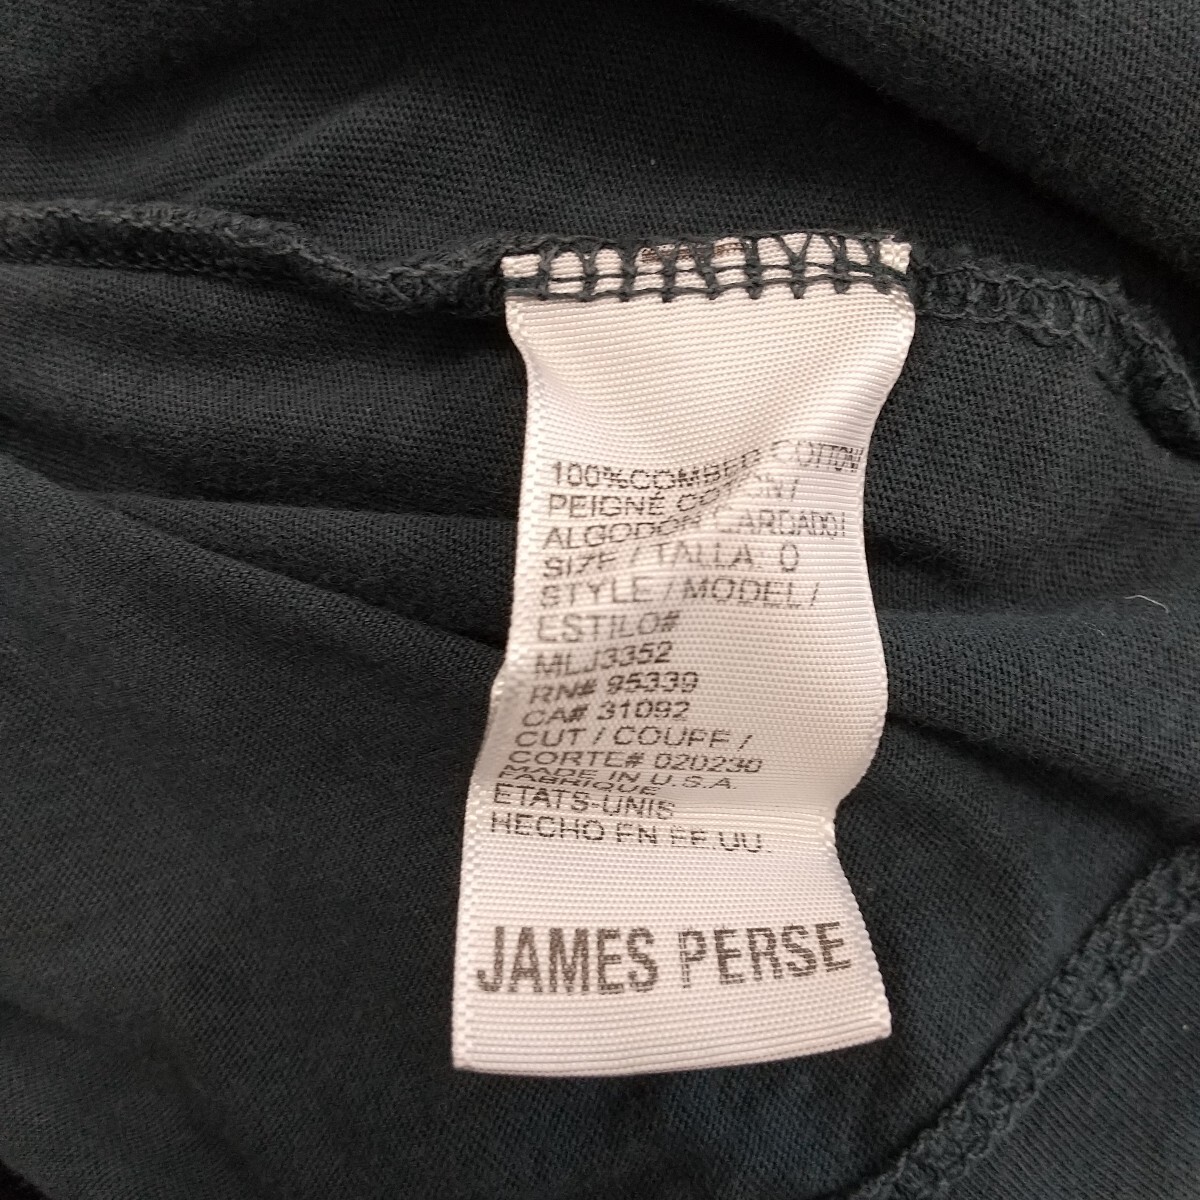 100%COMBED COTTON/
PEIGNÉ COTON/
ALGODON CARDADO/
SIZE / TALLA: 0
STYLE / MODEL /
ESTILO#
MLJ3352
RN# 95339
CA# 31092
CUT / COUPE /
CORTE# 020230
MADE IN U.S.A.
FABRIQUE
ETATS-UNIS
HECHO EN EE.UU.
JAMES PERSE